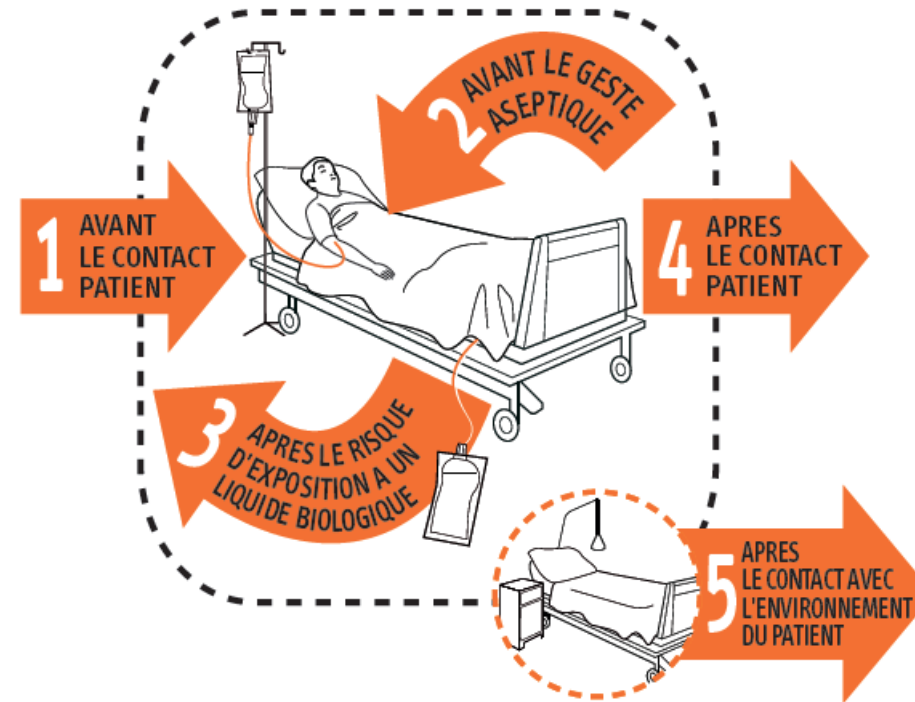 1
AVANT
LE CONTACT
PATIENT
2
AVANT LE GESTE
ASEPTIQUE
3
APRES LE RISQUE
D'EXPOSITION A UN
LIQUIDE BIOLOGIQUE
4
APRES
LE CONTACT
PATIENT
5
APRES
LE CONTACT AVEC
L'ENVIRONNEMENT
DU PATIENT